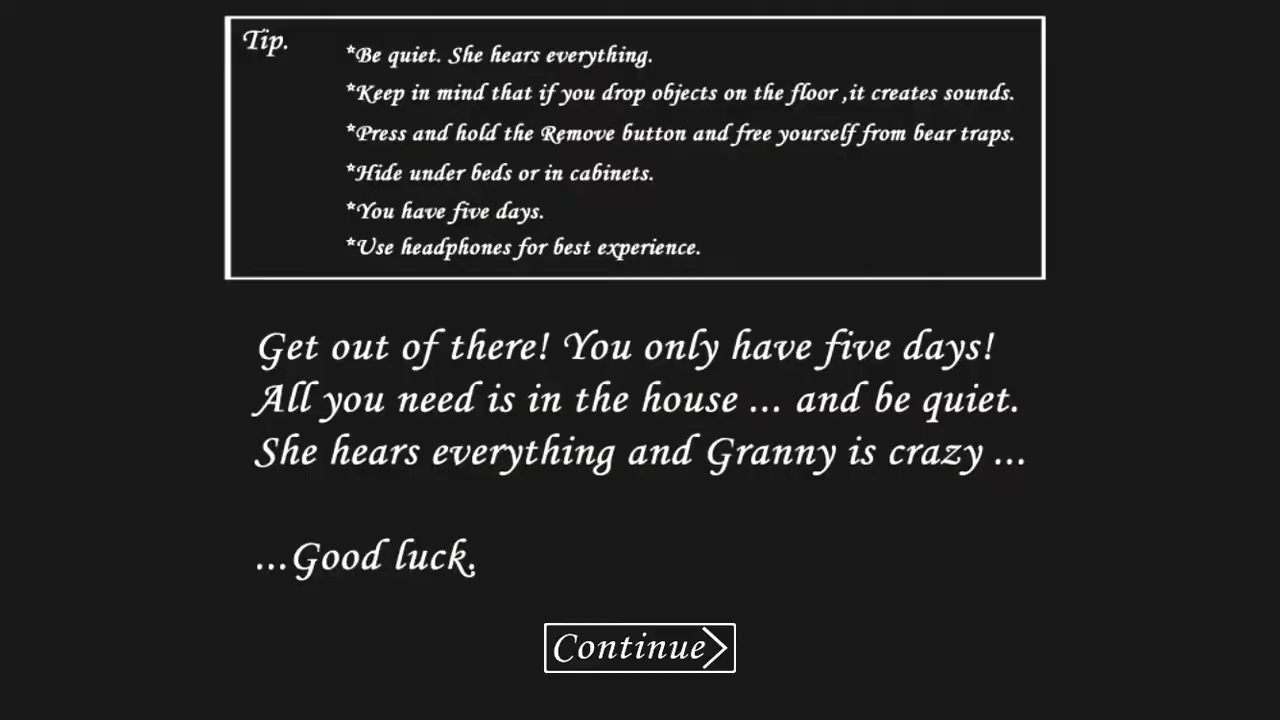 Tip.
*Be quiet. She hears everything.
*Keep in mind that if you drop objects on the floor ,it creates sounds.
*Press and hold the Remove button and free yourself from bear traps.
*Hide under beds or in cabinets.
*You have five days.
*Use headphones for best experience.
Get out of there! You only have five days!
All you need is in the house ... and be quiet.
She hears everything and Granny is crazy ...
...Good luck.
Continue>